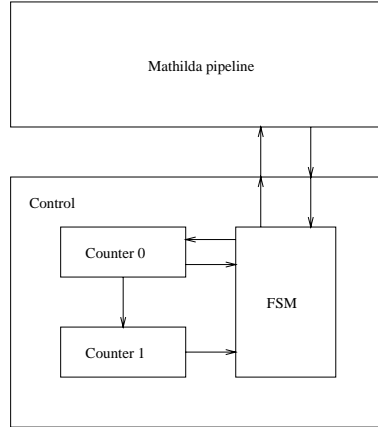 Mathilda pipeline
Control
Counter 0
FSM
Counter 1